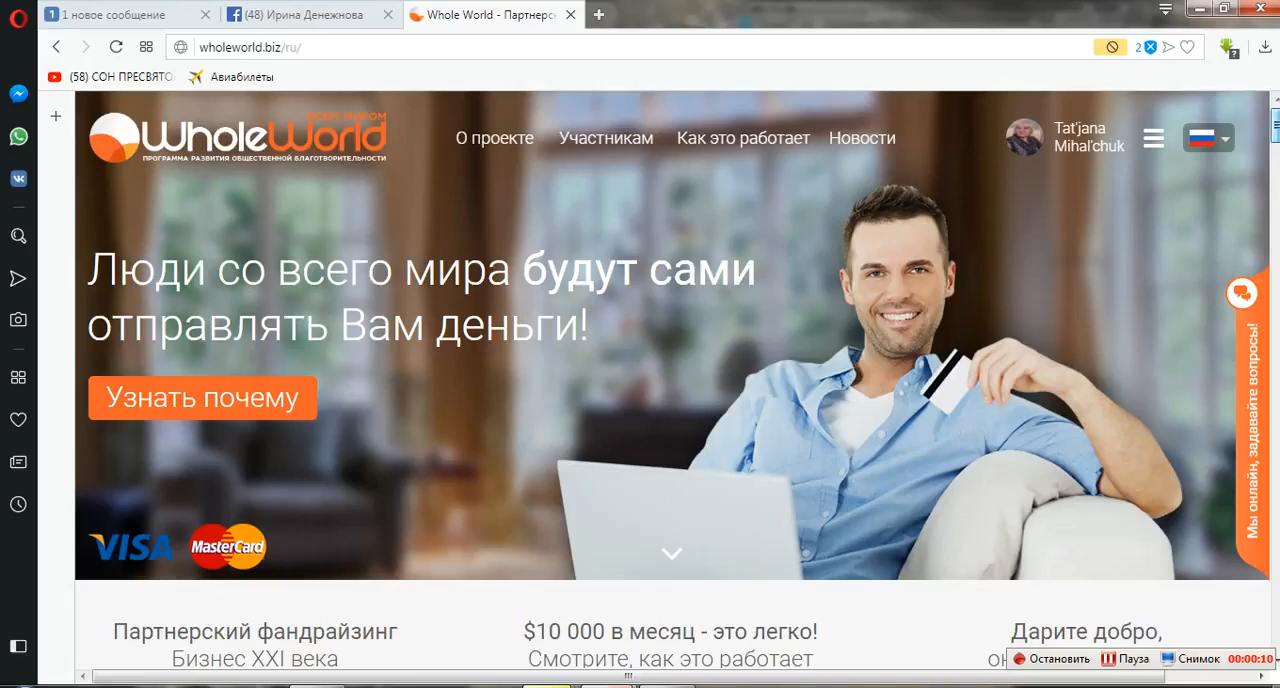 1 новое сообщение
(48) Ирина Денежнова
Whole World - Партнерск
wholeworld.biz/ru/
2
(58) СОН ПРЕСВЯТО
Авиабилеты
ВСЕМ МИРОМ
WholeWorld
ПРОГРАММА РАЗВИТИЯ ОБЩЕСТВЕННОЙ БЛАГОТВОРИТЕЛЬНОСТИ
О проекте
Участникам
Как это работает
Новости
Tat'jana
Mihal'chuk
Люди со всего мира будут сами
отправлять Вам деньги!
Узнать почему
Мы онлайн, задавайте вопросы!
VISA
MasterCard
Партнерский фандрайзинг
Бизнес XXI века
$10 000 в месяц - это легко!
Смотрите, как это работает
Дарите добро,
Остановить
Пауза
Снимок
00:00:10